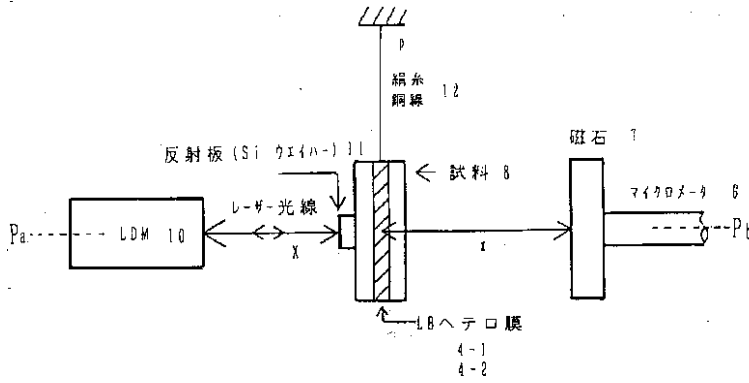 P
絹糸
銅線 12
磁石 7
反射板(Si ウエイハー)11
試料 8
マイクロメータ 6
レーザー光線
Pa
LDM 10
X
x
Pb
LBヘテロ膜
4-1
4-2